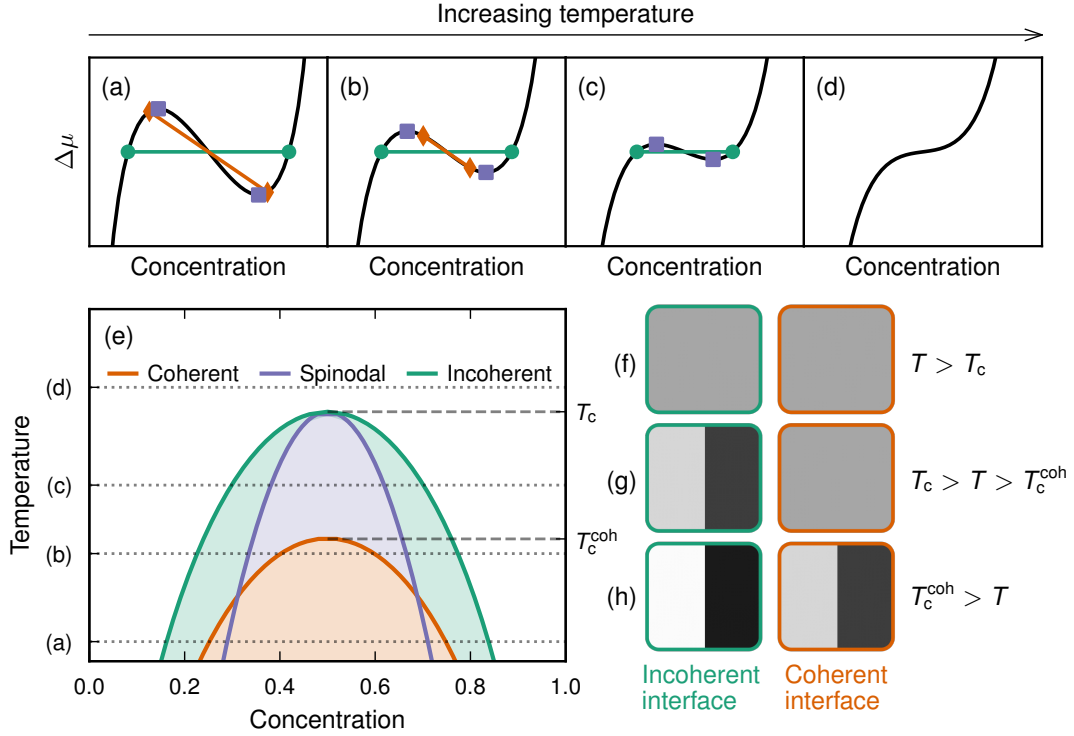 Increasing temperature
(a)
(b)
(c)
(d)
Δμ
Concentration
Concentration
Concentration
Concentration
(e)
Coherent
Spinodal
Incoherent
(d)
(c)
(b)
(a)
Temperature
T_c
T_c^coh
0.0
0.2
0.4
0.6
0.8
1.0
Concentration
(f)
T > T_c
(g)
T_c > T > T_c^coh
(h)
T_c^coh > T
Incoherent
interface
Coherent
interface